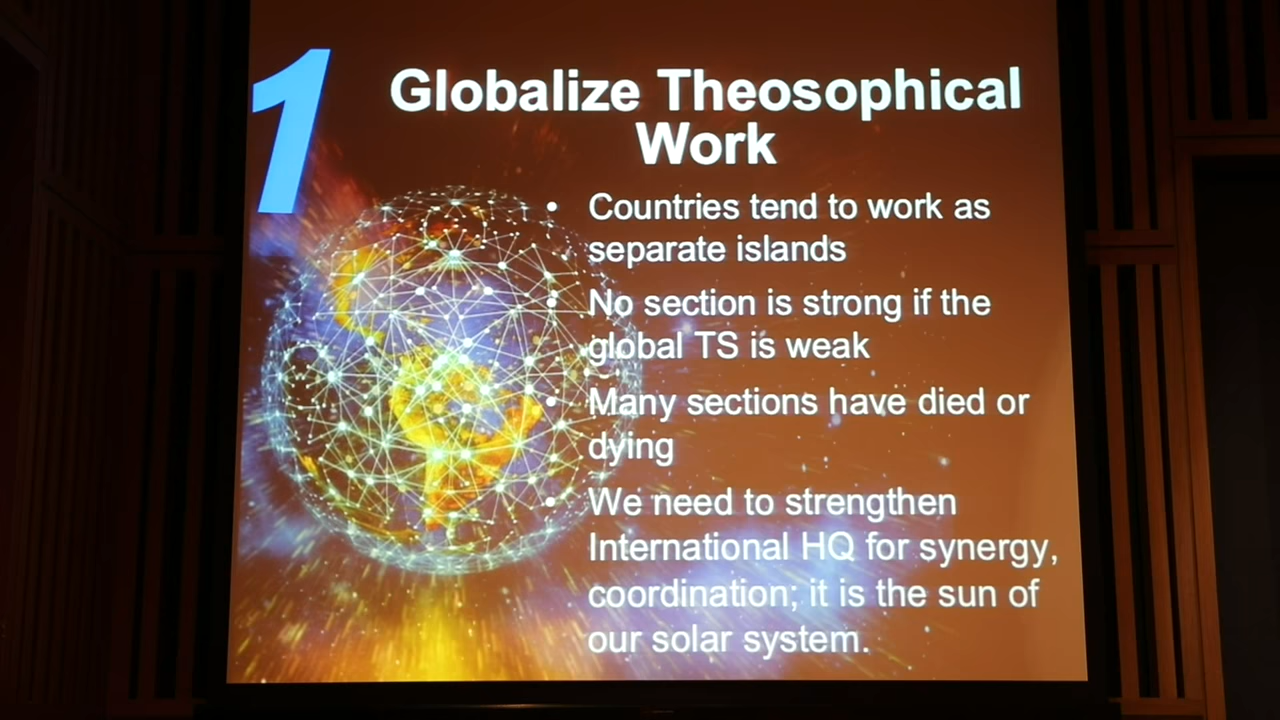 1
Globalize Theosophical
Work
• Countries tend to work as
separate islands
• No section is strong if the
global TS is weak
• Many sections have died or
dying
• We need to strengthen
International HQ for synergy,
coordination; it is the sun of
our solar system.